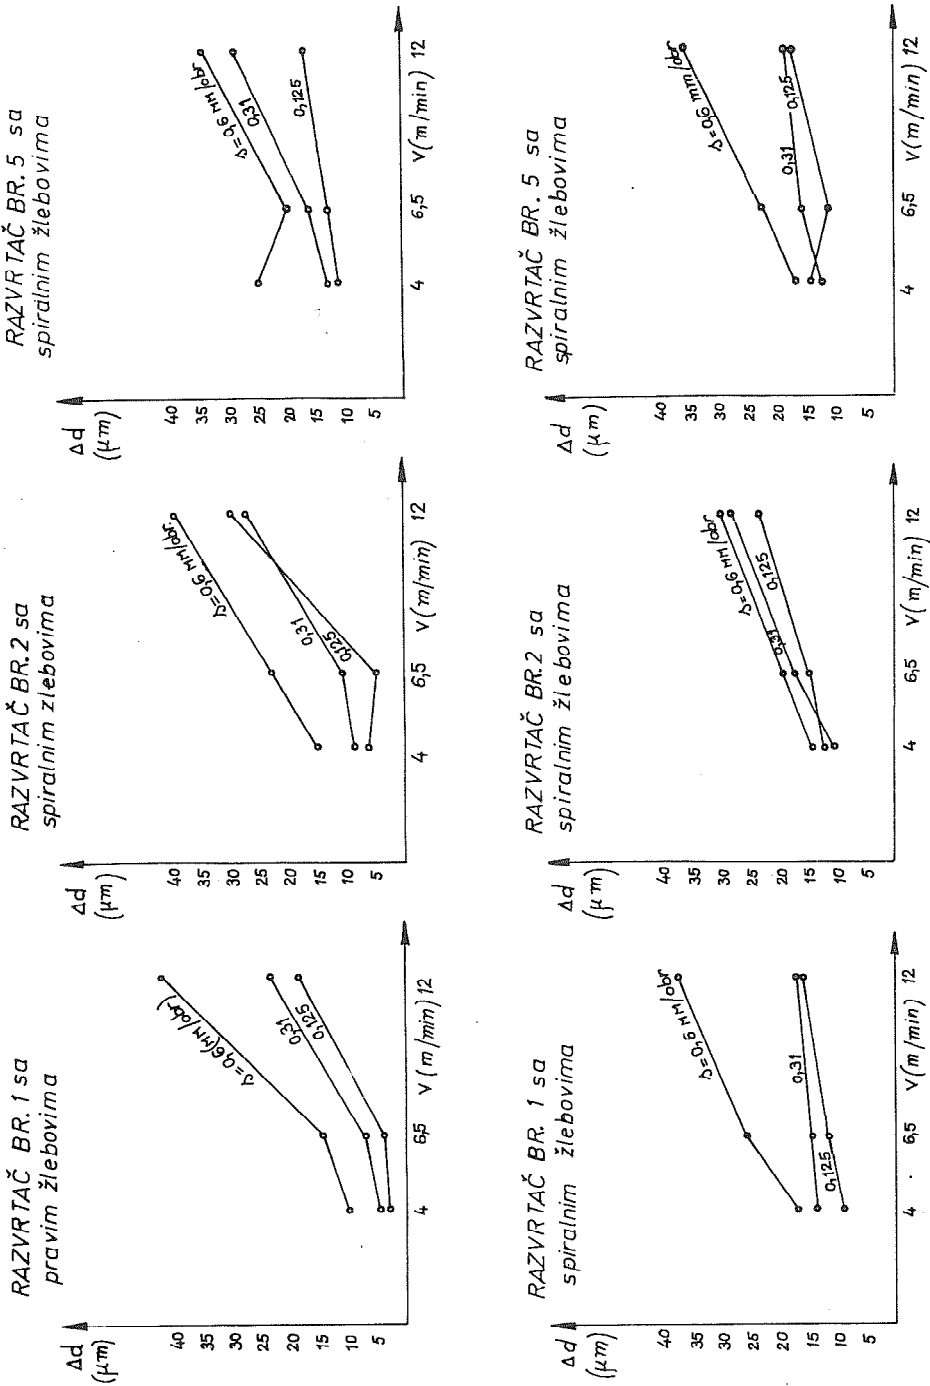 RAZVRTAČ BR. 1 sa
pravim žlebovima
Δd
(μm)
40
35
30
25
20
15
10
5
s=0,6(мм/obr)
0,31
0,125
4 6,5 V(m/min) 12
RAZVRTAČ BR.2 sa
spiralnim zlebovima
Δd
(μm)
40
35
30
25
20
15
10
5
s=0,6 мм/obr.
0,31
0,125
4 6,5 V(m/min) 12
RAZVRTAČ BR. 5 sa
spiralnim žlebovima
Δd
(μm)
40
35
30
25
20
15
10
5
s=0,6 мм/obr
0,31
0,125
4 6,5 V(m/min) 12
RAZVRTAČ BR. 1 sa
spiralnim žlebovima
Δd
(μm)
40
35
30
25
20
15
10
5
s=0,6 мм/obr
0,31
0,125
4 6,5 V(m/min) 12
RAZVRTAČ BR.2 sa
spiralnim žlebovima
Δd
(μm)
40
35
30
25
20
15
10
5
s=0,6 мм/obr
0,31
0,125
4 6,5 V(m/min) 12
RAZVRTAČ BR. 5 sa
spiralnim žlebovima
Δd
(μm)
40
35
30
25
20
15
10
5
s=0,6 mm/obr
0,31
0,125
4 6,5 V(m/min) 12